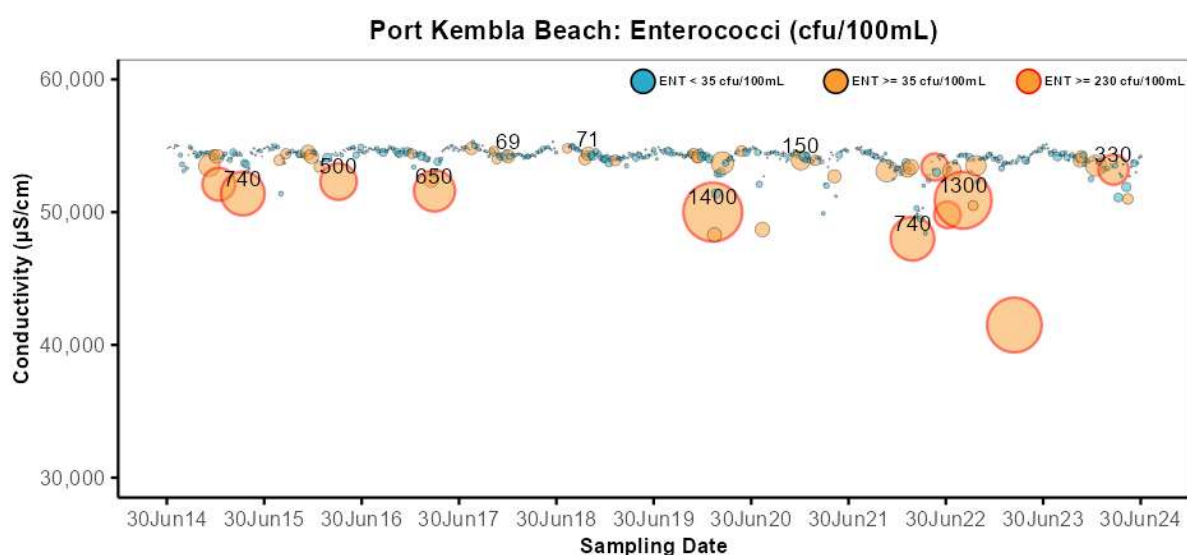 Port Kembla Beach: Enterococci (cfu/100mL)
ENT < 35 cfu/100mL ENT >= 35 cfu/100mL ENT >= 230 cfu/100mL
60,000
50,000
40,000
30,000
Conductivity (µS/cm)
740
500
650
69
71
1400
150
740
1300
330
30Jun14 30Jun15 30Jun16 30Jun17 30Jun18 30Jun19 30Jun20 30Jun21 30Jun22 30Jun23 30Jun24
Sampling Date